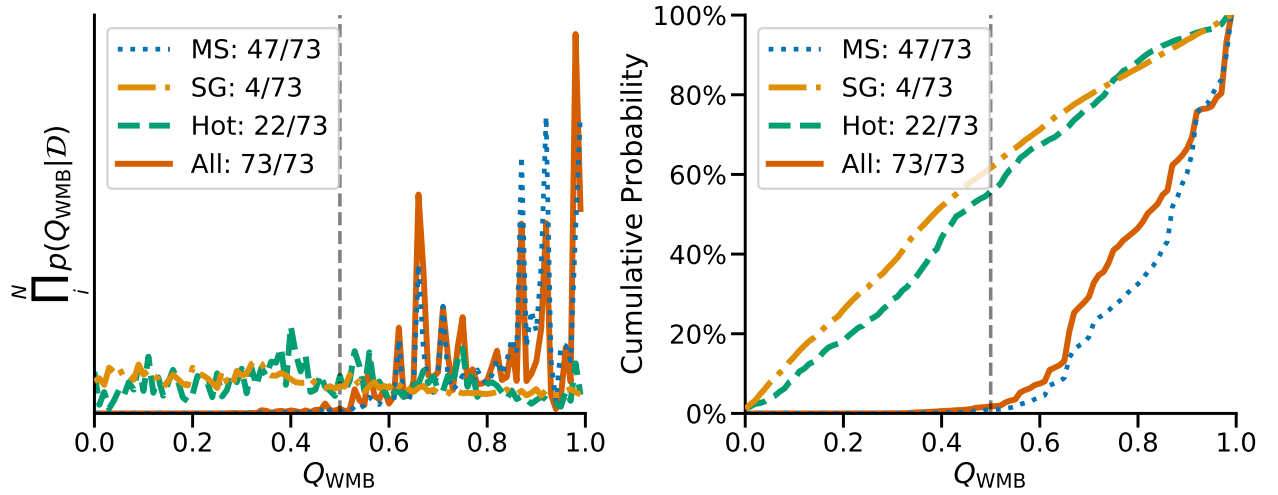 ∏_i^N p(Q_WMB|𝒟)
MS: 47/73
SG: 4/73
Hot: 22/73
All: 73/73
0.0 0.2 0.4 0.6 0.8 1.0
Q_WMB
Cumulative Probability
100%
80%
60%
40%
20%
0%
MS: 47/73
SG: 4/73
Hot: 22/73
All: 73/73
0.0 0.2 0.4 0.6 0.8 1.0
Q_WMB